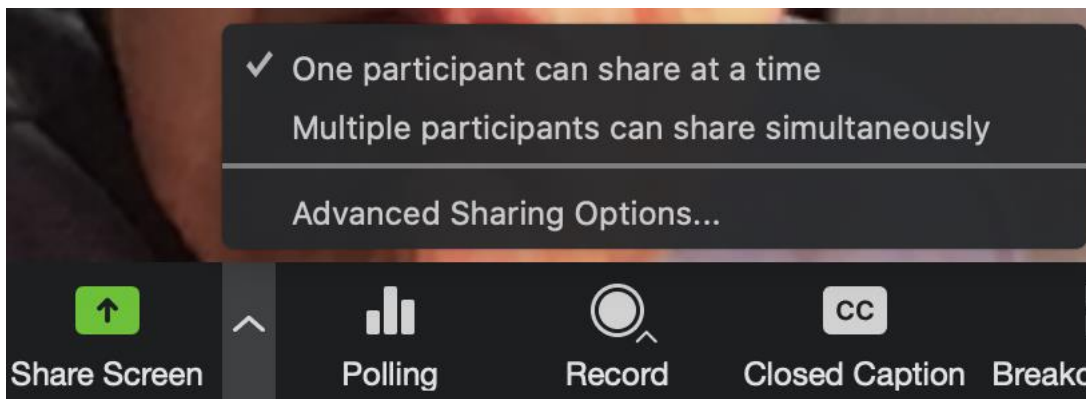 One participant can share at a time
Multiple participants can share simultaneously
Advanced Sharing Options...
CC
Share Screen Polling Record Closed Caption Breako